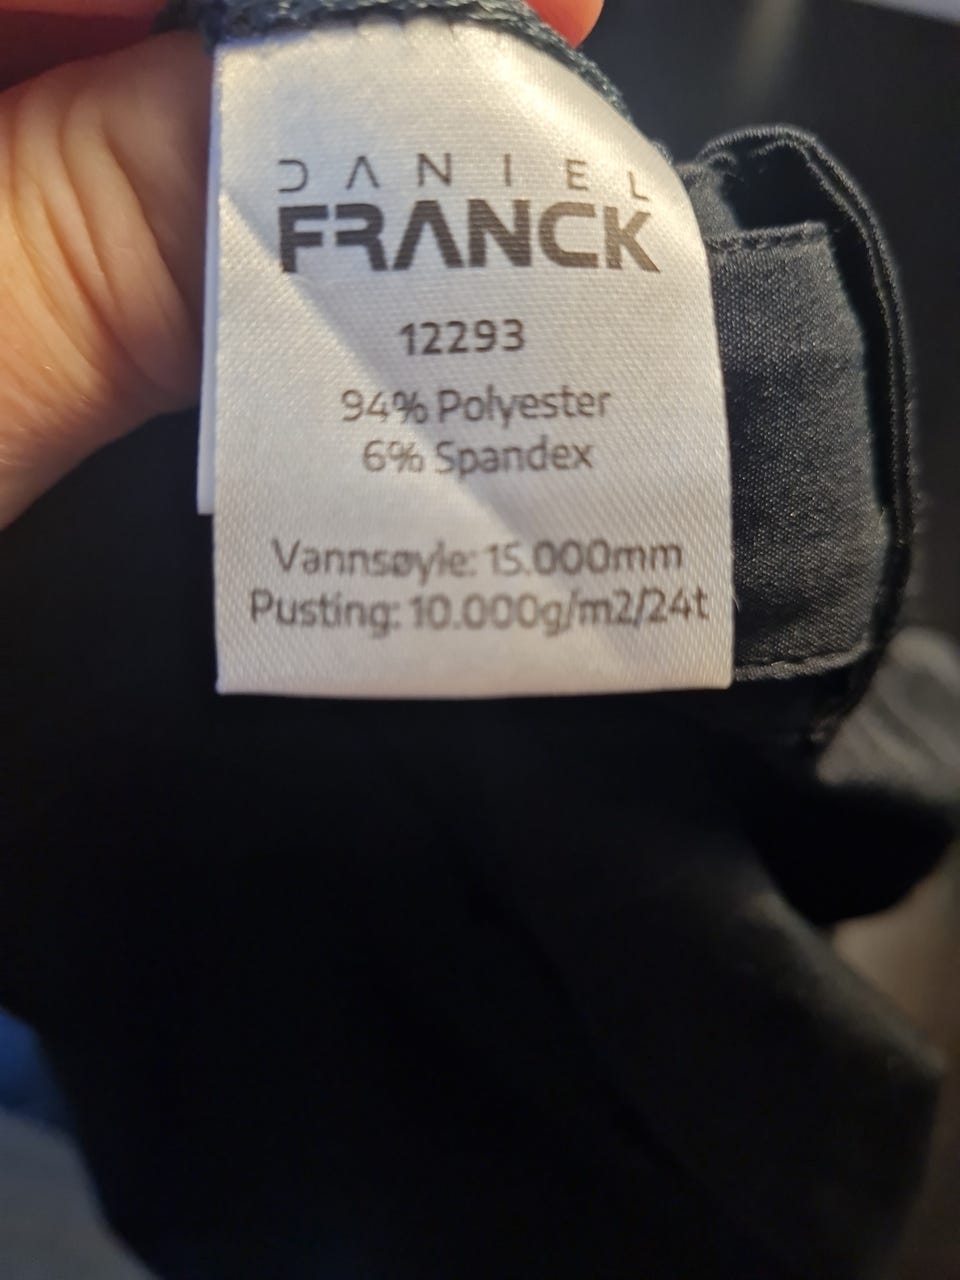 DANIEL
FRANCK
12293
94% Polyester
6% Spandex
Vannsøyle: 15.000mm
Pusting: 10.000g/m2/24t